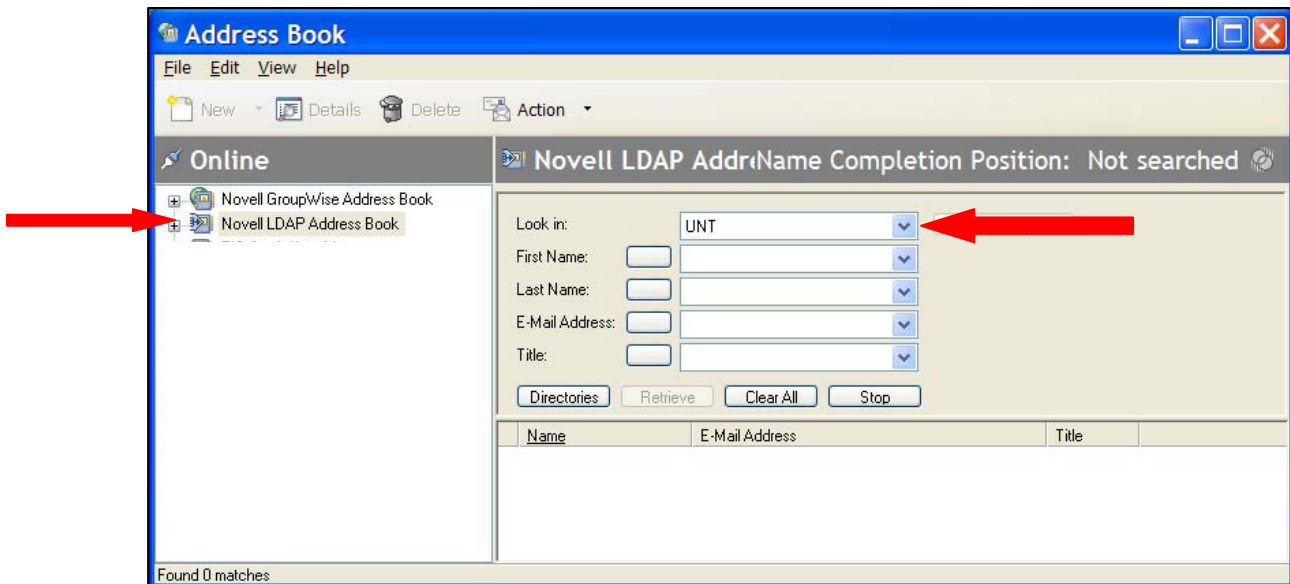 Address Book
File Edit View Help
New Details Delete Action
Online
Novell LDAP Addr Name Completion Position: Not searched
Novell GroupWise Address Book
Novell LDAP Address Book
Look in: UNT
First Name:
Last Name:
E-Mail Address:
Title:
Directories Retrieve Clear All Stop
Name E-Mail Address Title
Found 0 matches